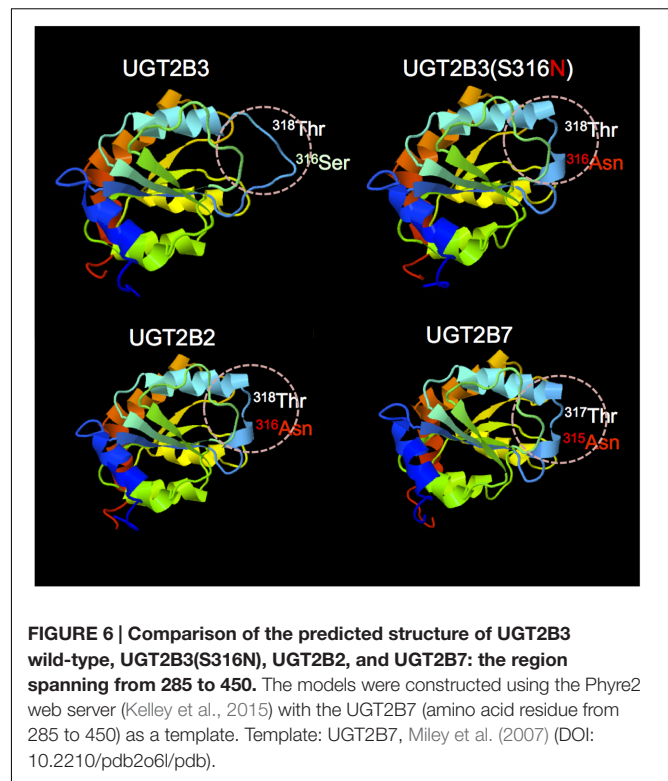 UGT2B3
UGT2B3(S316N)
³¹⁸Thr
³¹⁶Ser
³¹⁸Thr
³¹⁶Asn
UGT2B2
UGT2B7
³¹⁸Thr
³¹⁶Asn
³¹⁷Thr
³¹⁵Asn
FIGURE 6 | Comparison of the predicted structure of UGT2B3
wild-type, UGT2B3(S316N), UGT2B2, and UGT2B7: the region
spanning from 285 to 450. The models were constructed using the Phyre2
web server (Kelley et al., 2015) with the UGT2B7 (amino acid residue from
285 to 450) as a template. Template: UGT2B7, Miley et al. (2007) (DOI:
10.2210/pdb2o6l/pdb).